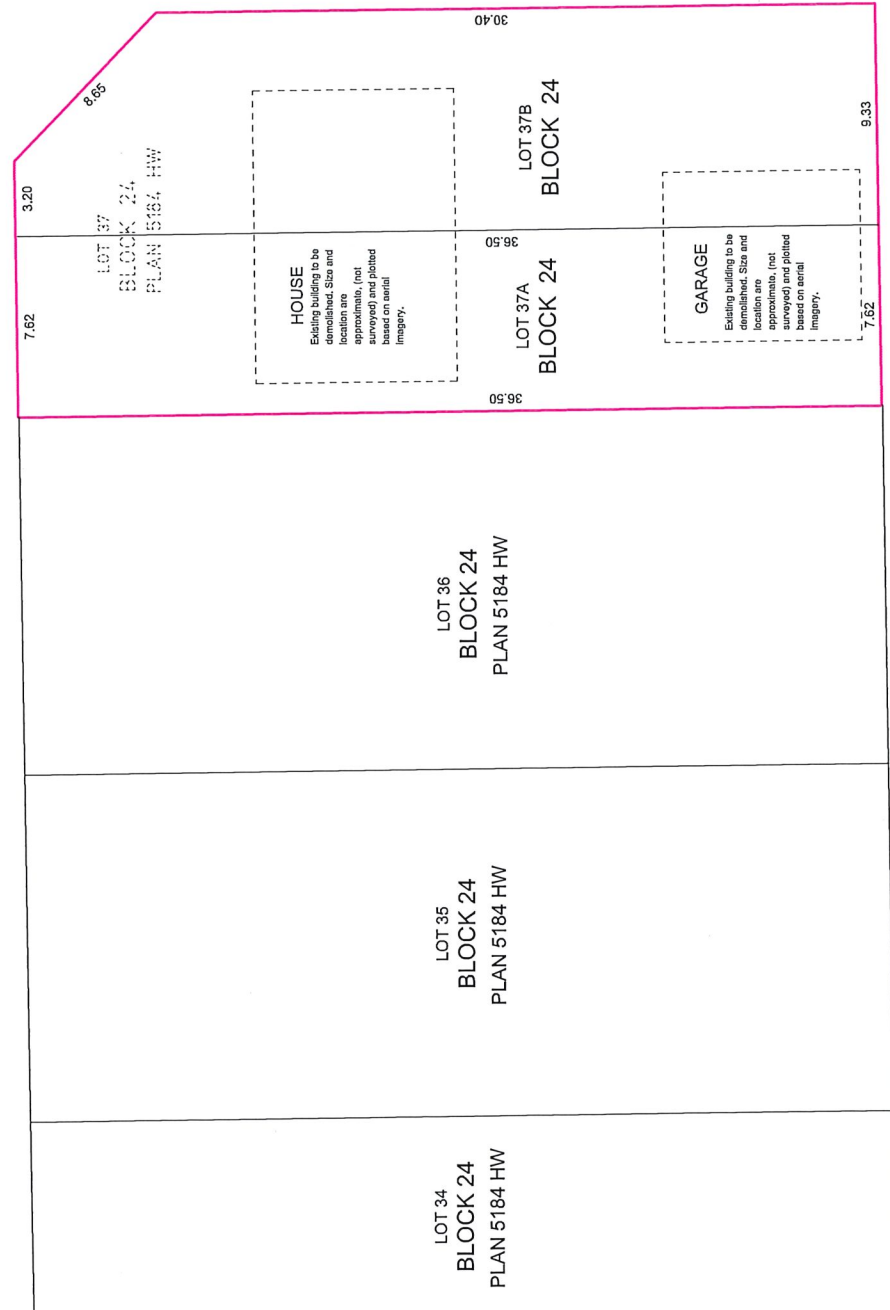 30.40
8.65
3.20
7.62
LOT 37
BLOCK 24
PLAN 5184 HW
HOUSE
Existing building to be
demolished. Size and
location are
approximate, (not
surveyed) and plotted
based on aerial
imagery.
LOT 37B
BLOCK 24
36.50
LOT 37A
BLOCK 24
36.50
9.33
GARAGE
Existing building to be
demolished. Size and
location are
approximate, (not
surveyed) and plotted
based on aerial
imagery.
7.62
LOT 36
BLOCK 24
PLAN 5184 HW
LOT 35
BLOCK 24
PLAN 5184 HW
LOT 34
BLOCK 24
PLAN 5184 HW